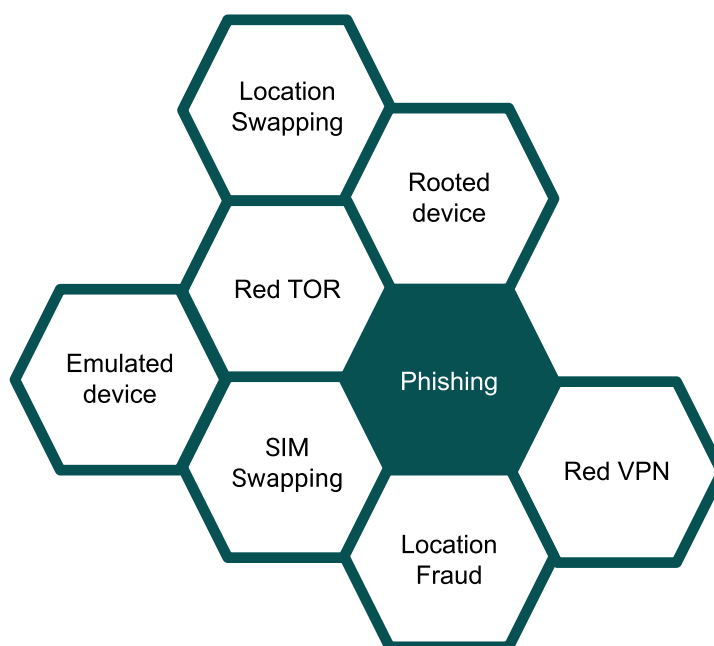 Location
Swapping
Rooted
device
Red TOR
Emulated
device
Phishing
SIM
Swapping
Red VPN
Location
Fraud